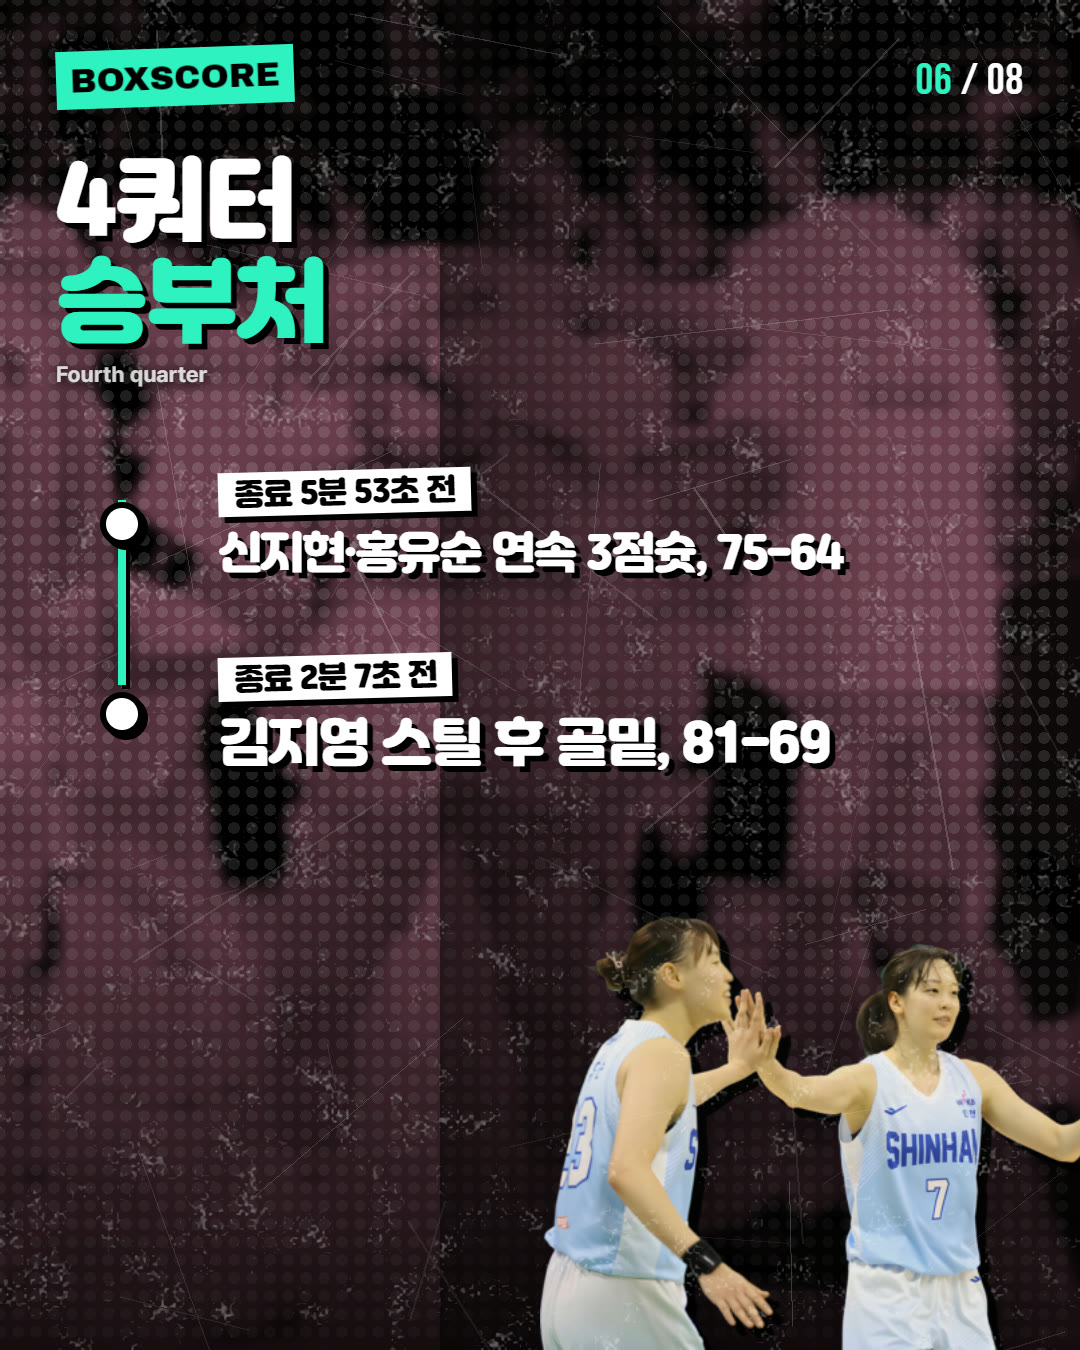 BOXSCORE
06 / 08
4쿼터
승부처
Fourth quarter
종료 5분 53초 전
신지현·홍유순 연속 3점슛, 75-64
종료 2분 7초 전
김지영 스틸 후 골밑, 81-69
SHINHAN
7